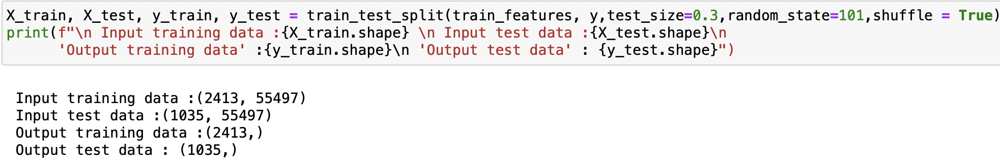 X_train, X_test, y_train, y_test = train_test_split(train_features, y,test_size=0.3,random_state=101,shuffle = True)
print(f"\n Input training data :{X_train.shape} \n Input test data :{X_test.shape}\n
'Output training data' :{y_train.shape}\n 'Output test data' : {y_test.shape}")
Input training data :(2413, 55497)
Input test data :(1035, 55497)
Output training data :(2413,)
Output test data : (1035,)